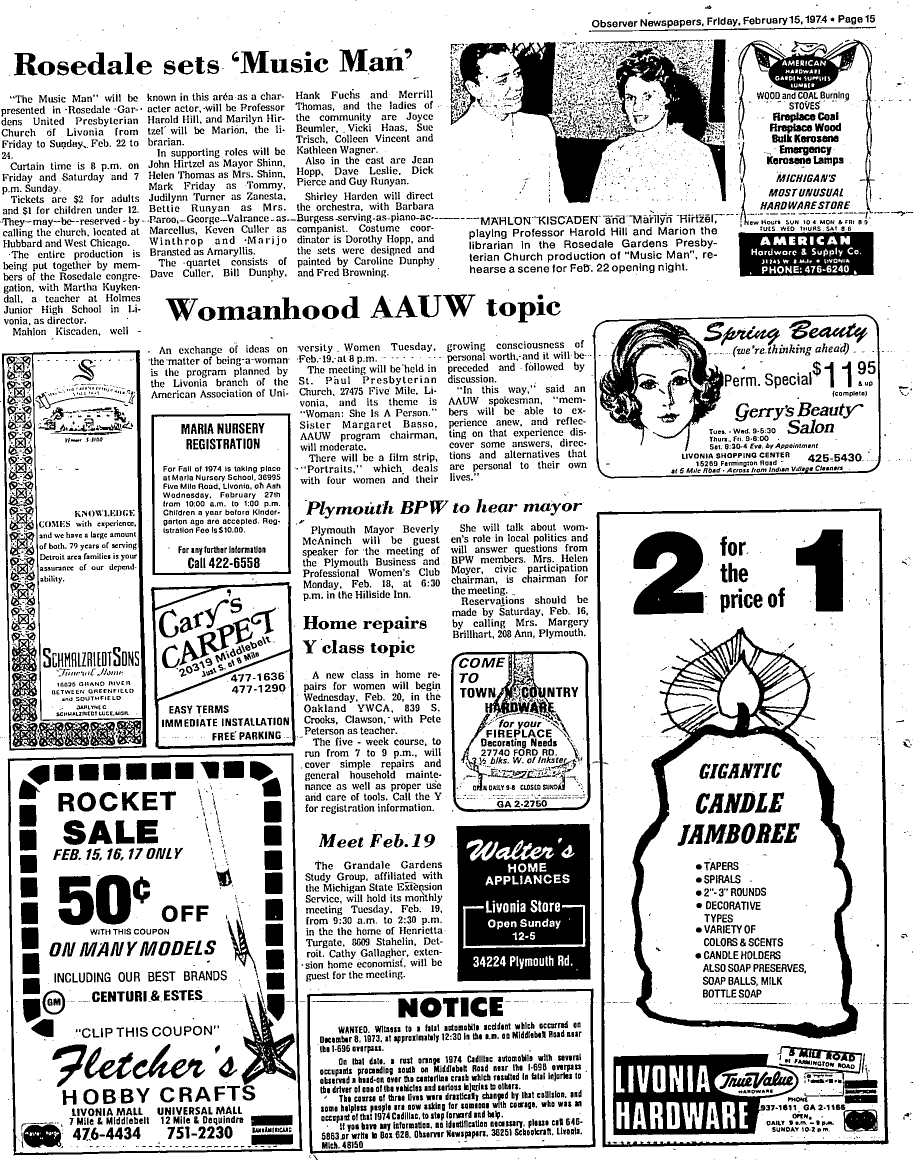 Observer Newspapers, Friday, February 15, 1974 • Page 15
Rosedale sets ‘Music Man’
"The Music Man" will be
presented in Rosedale Gar-
dens United Presbyterian
Church of Livonia from
Friday to Sunday, Feb. 22 to
24.
Curtain time is 8 p.m. on
Friday and Saturday and 7
p.m. Sunday.
Tickets are $2 for adults
and $1 for children under 12.
They may be reserved by
calling the church, located at
Hubbard and West Chicago.
The entire production is
being put together by mem-
bers of the Rosedale congre-
gation, with Martha Kuyken-
dall, a teacher at Holmes
Junior High School in Li-
vonia, as director.
Mahlon Kiscaden, well -
known in this area as a char-
acter actor, will be Professor
Harold Hill, and Marilyn Hir-
tzel will be Marion, the li-
brarian.
In supporting roles will be
John Hirtzel as Mayor Shinn,
Helen Thomas as Mrs. Shinn,
Mark Friday as Tommy,
Judilynn Turner as Zanesta,
Bettie Runyan as Mrs.
Paroo, George Valrance as
Marcellus, Keven Culler as
Winthrop and Marijo
Bransted as Amaryllis.
The quartet consists of
Dave Culler, Bill Dunphy,
Hank Fuchs and Merrill
Thomas, and the ladies of
the community are Joyce
Beumler, Vicki Haas, Sue
Trisch, Colleen Vincent and
Kathleen Wagner.
Also in the cast are Jean
Hopp, Dave Leslie, Dick
Pierce and Guy Runyan.
Shirley Harden will direct
the orchestra, with Barbara
Burgess serving as piano ac-
companist. Costume coor-
dinator is Dorothy Hopp, and
the sets were designed and
painted by Caroline Dunphy
and Fred Browning.
MAHLON KISCADEN and Marilyn Hirtzel,
playing Professor Harold Hill and Marion the
librarian in the Rosedale Gardens Presby-
terian Church production of "Music Man", re-
hearse a scene for Feb. 22 opening night.
AMERICAN
HARDWARE
GARDEN SUPPLIES
LUMBER
WOOD and COAL Burning
STOVES
Fireplace Coal
Fireplace Wood
Bulk Kerosene
Emergency
Kerosene Lamps
MICHIGAN'S
MOST UNUSUAL
HARDWARE STORE
New Hours SUN 10 4 MON & FRI 8 9
TUES WED THURS SAT 8 6
AMERICAN
Hardware & Supply Co.
31245 W 8 Mile • LIVONIA
PHONE: 476-6240
Womanhood AAUW topic
An exchange of ideas on
the matter of being a woman
is the program planned by
the Livonia branch of the
American Association of Uni-
versity Women Tuesday,
Feb. 19 at 8 p.m.
The meeting will be held in
St. Paul Presbyterian
Church, 27475 Five Mile, Li-
vonia, and its theme is
"Woman: She Is A Person."
Sister Margaret Basso,
AAUW program chairman,
will moderate.
There will be a film strip,
"Portraits," which deals
with four women and their
growing consciousness of
personal worth, and it will be
preceded and followed by
discussion.
"In this way," said an
AAUW spokesman, "mem-
bers will be able to ex-
perience anew, and reflec-
ting on that experience dis-
cover some answers, direc-
tions and alternatives that
are personal to their own
lives."
Spring Beauty
(we're thinking ahead)
Perm. Special $11 95
& up
(complete)
Gerry's Beauty
Salon
Tues. - Wed. 9-5:30
Thurs., Fri. 9-6:00
Sat. 8:30-4 Eve. by Appointment
LIVONIA SHOPPING CENTER 425-5430
15269 Farmington Road
at 5 Mile Road - Across from Indian Village Cleaners
S
KNOWLEDGE
COMES with experience,
and we have a large amount
of both. 79 years of serving
Detroit area families is your
assurance of our depend-
ability.
SCHMALZRIEDT SONS
Funeral Home
16625 GRAND RIVER
BETWEEN GREENFIELD
and SOUTHFIELD
DARLYNE C
SCHMALZRIEDT LUCE, MGR.
MARIA NURSERY
REGISTRATION
For Fall of 1974 is taking place
at Maria Nursery School, 36995
Five Mile Road, Livonia, on Ash
Wednesday, February 27th
from 10:00 a.m. to 1:00 p.m.
Children a year before Kinder-
garten age are accepted. Reg-
istration Fee is $10.00.
For any further information
Call 422-6558
Cary's
CARPET
20319 Middlebelt
Just S. of 8 Mile
477-1636
477-1290
EASY TERMS
IMMEDIATE INSTALLATION
FREE PARKING
Plymouth BPW to hear mayor
Plymouth Mayor Beverly
McAninch will be guest
speaker for the meeting of
the Plymouth Business and
Professional Women's Club
Monday, Feb. 18, at 6:30
p.m. in the Hillside Inn.
She will talk about wom-
en's role in local politics and
will answer questions from
BPW members. Mrs. Helen
Moyer, civic participation
chairman, is chairman for
the meeting.
Reservations should be
made by Saturday, Feb. 16,
by calling Mrs. Margery
Brillhart, 208 Ann, Plymouth.
Home repairs
Y class topic
A new class in home re-
pairs for women will begin
Wednesday, Feb. 20, in the
Oakland YWCA, 839 S.
Crooks, Clawson, with Pete
Peterson as teacher.
The five - week course, to
run from 7 to 9 p.m., will
cover simple repairs and
general household mainte-
nance as well as proper use
and care of tools. Call the Y
for registration information.
COME
TO
TOWN 'N' COUNTRY
HARDWARE
for your
FIREPLACE
Decorating Needs
27740 FORD RD.
3½ blks. W. of Inkster
OPEN DAILY 9-8 CLOSED SUNDAY
GA 2-2750
Meet Feb. 19
The Grandale Gardens
Study Group, affiliated with
the Michigan State Extension
Service, will hold its monthly
meeting Tuesday, Feb. 19,
from 9:30 a.m. to 2:30 p.m.
in the the home of Henrietta
Turgate, 8609 Stahelin, Det-
roit. Cathy Gallagher, exten-
sion home economist, will be
guest for the meeting.
Walter's
HOME
APPLIANCES
Livonia Store
Open Sunday
12-5
34224 Plymouth Rd.
NOTICE
WANTED. Witness to a fatal automobile accident which occurred on
December 8, 1973, at approximately 12:30 in the a.m. on Middlebelt Road near
the I-696 overpass.
On that date, a rust orange 1974 Cadillac automobile with several
occupants proceeding south on Middlebelt Road near the I-696 overpass
observed a head-on over the centerline crash which resulted in fatal injuries to
the driver of one of the vehicles and serious injuries to others.
The course of three lives were drastically changed by that collision, and
some helpless people are now asking for someone with courage, who was an
occupant of that 1974 Cadillac, to step forward and help.
If you have any information, no identification necessary, please call 646-
5863 or write to Box 628, Observer Newspapers, 36251 Schoolcraft, Livonia,
Mich. 48150
ROCKET
SALE
FEB. 15, 16, 17 ONLY
50¢
OFF
WITH THIS COUPON
ON MANY MODELS
INCLUDING OUR BEST BRANDS
GM
CENTURI & ESTES
"CLIP THIS COUPON"
Fletcher's
HOBBY CRAFTS
LIVONIA MALL
7 Mile & Middlebelt
476-4434
UNIVERSAL MALL
12 Mile & Dequindre
751-2230
BANKAMERICARD
2 for
the
price of 1
GIGANTIC
CANDLE
JAMBOREE
• TAPERS
• SPIRALS
• 2"- 3" ROUNDS
• DECORATIVE
TYPES
• VARIETY OF
COLORS & SCENTS
• CANDLE HOLDERS
ALSO SOAP PRESERVES,
SOAP BALLS, MILK
BOTTLE SOAP
LIVONIA
HARDWARE
True Value
HARDWARE
5 MILE ROAD
at FARMINGTON ROAD
PHONE
937-1611 GA 2-1155
OPEN
DAILY 9 a.m. - 9 p.m.
SUNDAY 10-2 p.m.